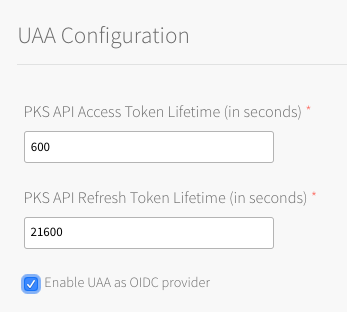 UAA Configuration
PKS API Access Token Lifetime (in seconds) *
600
PKS API Refresh Token Lifetime (in seconds) *
21600
Enable UAA as OIDC provider